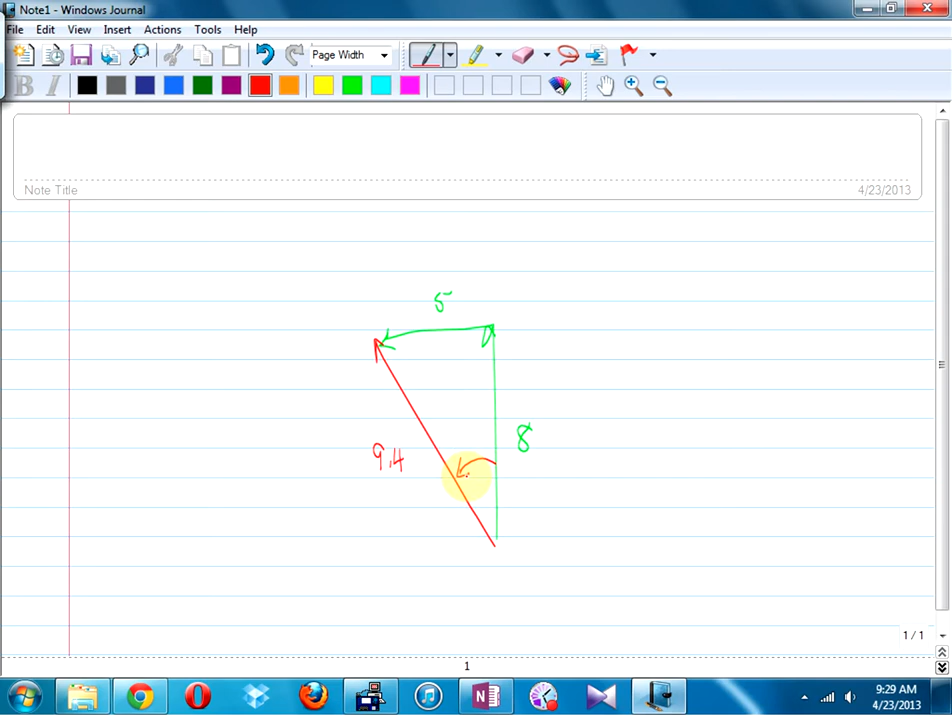 Note1 - Windows Journal
File Edit View Insert Actions Tools Help
Page Width
B I
Note Title
4/23/2013
5
8
9.4
1 / 1
1
9:29 AM
4/23/2013